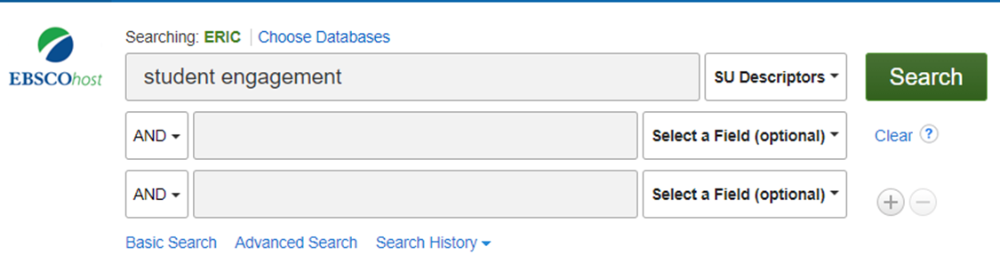 Searching: ERIC Choose Databases
EBSCOhost
student engagement SU Descriptors Search
AND Select a Field (optional) Clear ?
AND Select a Field (optional)
Basic Search Advanced Search Search History